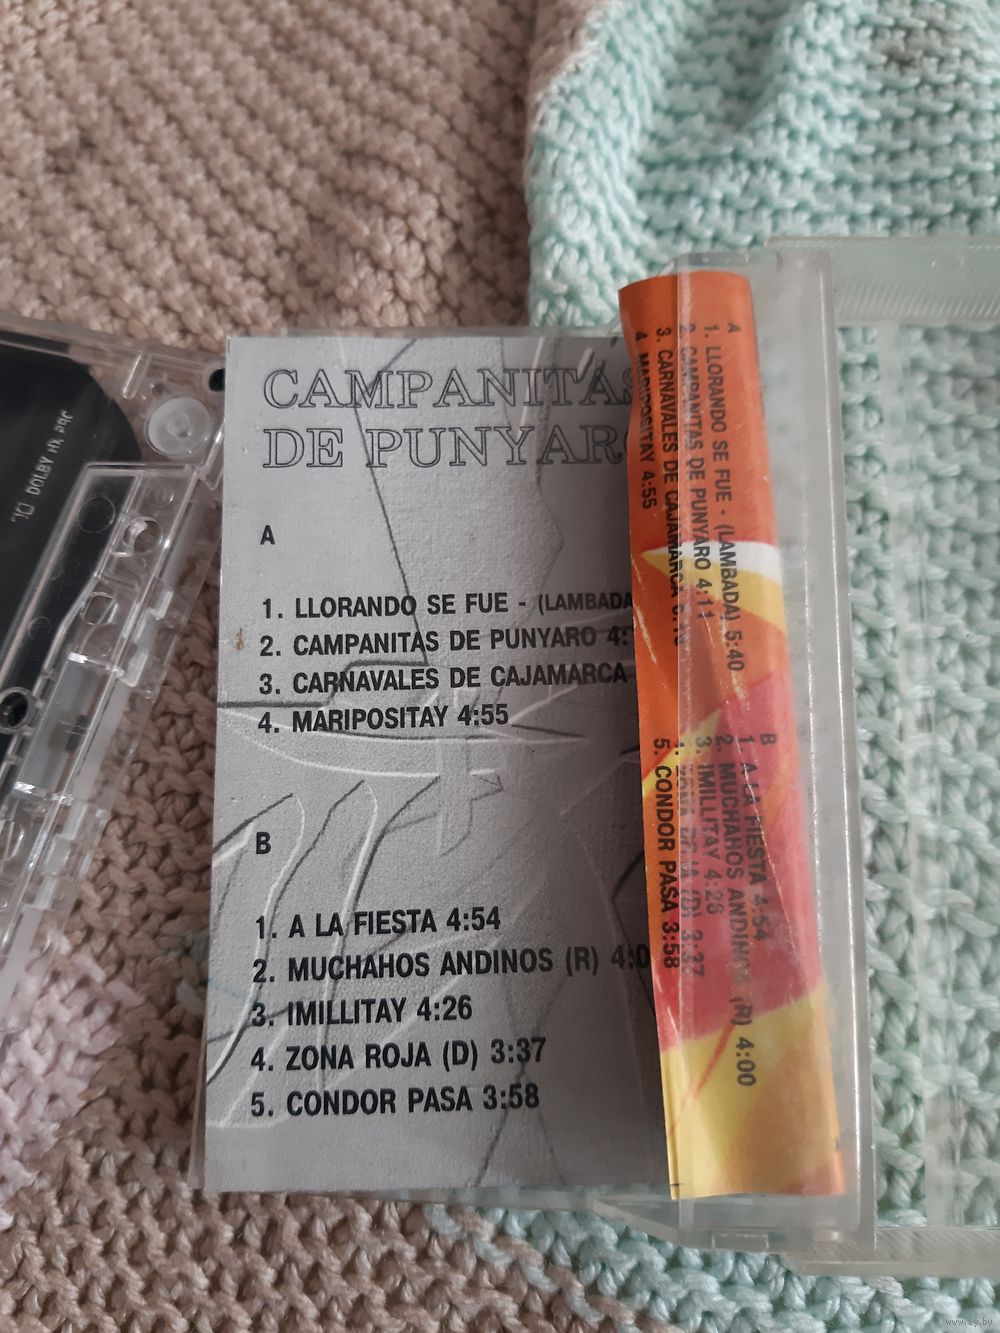 CAMPANITAS
DE PUNYARO
A
1. LLORANDO SE FUE - (LAMBADA
2. CAMPANITAS DE PUNYARO 4:1
3. CARNAVALES DE CAJAMARCA
4. MARIPOSITAY 4:55
B
1. A LA FIESTA 4:54
2. MUCHAHOS ANDINOS (R) 4:0
3. IMILLITAY 4:26
4. ZONA ROJA (D) 3:37
5. CONDOR PASA 3:58
A
1. LLORANDO SE FUE - (LAMBADA) 5:40
2. CAMPANITAS DE PUNYARO 4:11
3. CARNAVALES DE CAJAMARCA
4. MARIPOSITAY 4:55
B
1. A LA FIESTA 4:54
2. MUCHAHOS ANDINOS (R) 4:00
3. IMILLITAY 4:26
4. ZONA ROJA (D) 3:37
5. CONDOR PASA 3:58
DOLBY
www.ay.by